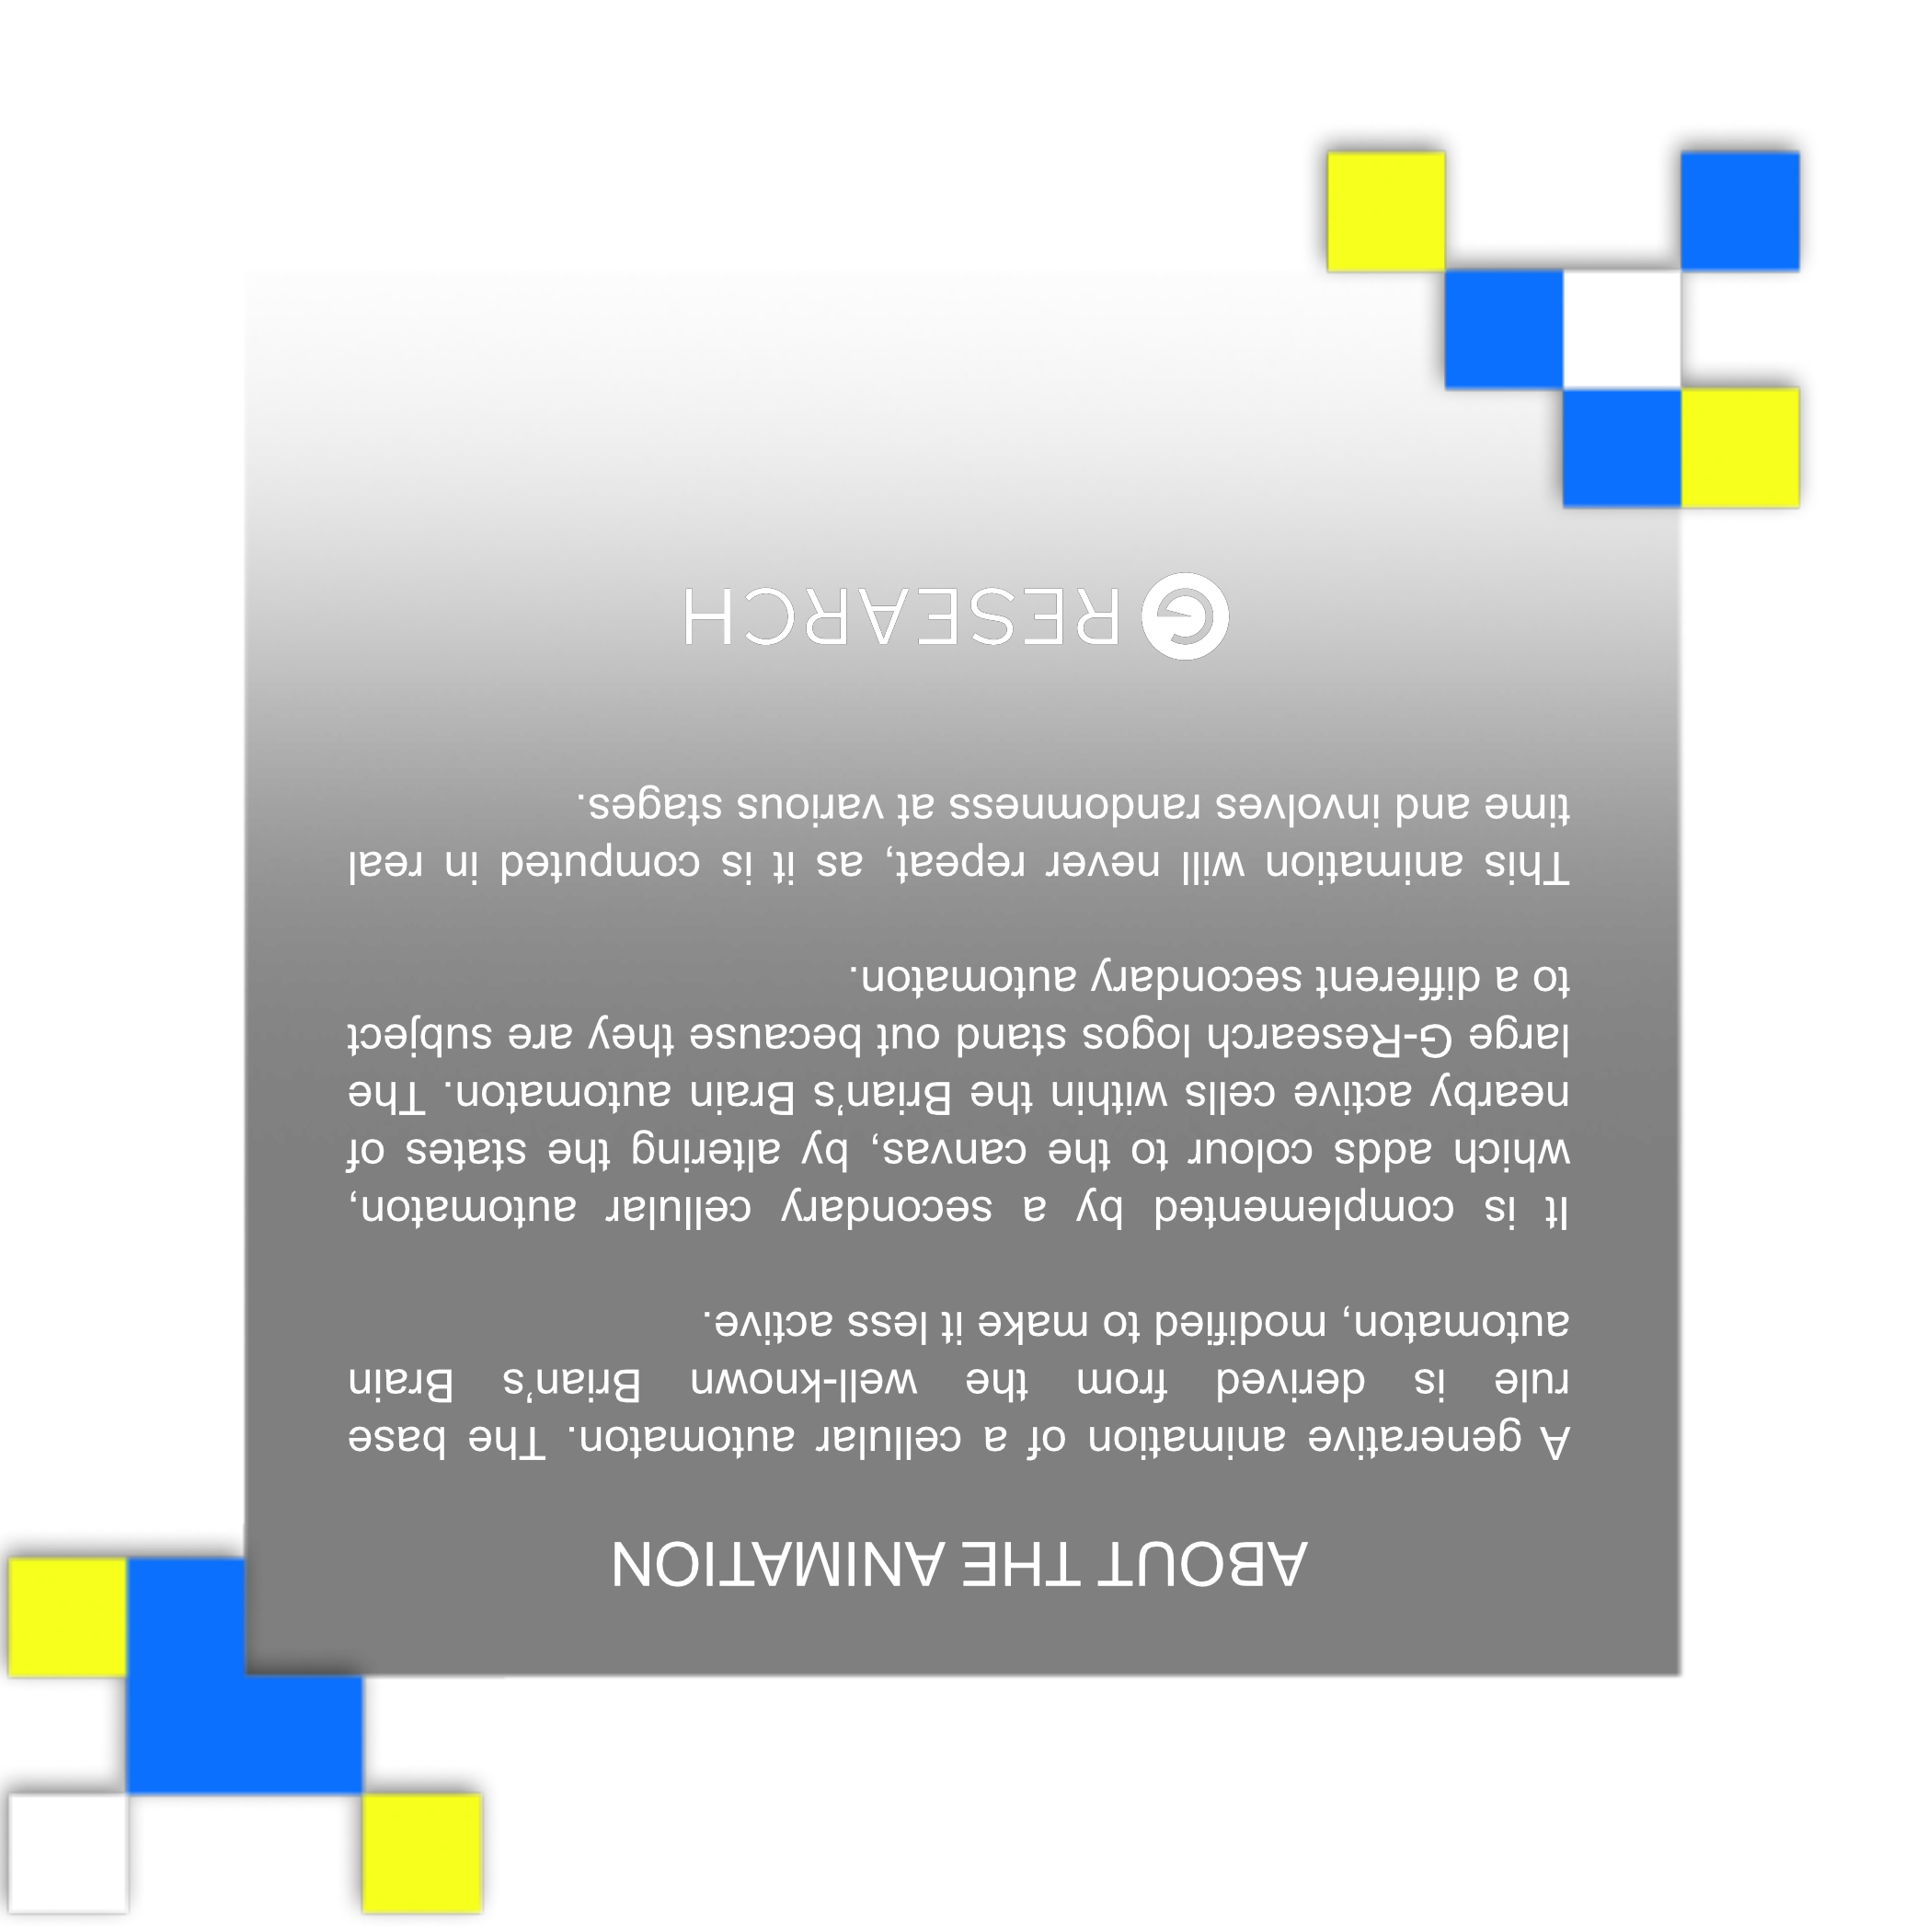 ABOUT THE ANIMATION
A generative animation of a cellular automaton. The base
rule is derived from the well-known Brian's Brain
automaton, modified to make it less active.
It is complemented by a secondary cellular automaton,
which adds colour to the canvas, by altering the states of
nearby active cells within the Brian's Brain automaton. The
large G-Research logos stand out because they are subject
to a different secondary automaton.
This animation will never repeat, as it is computed in real
time and involves randomness at various stages.
G RESEARCH